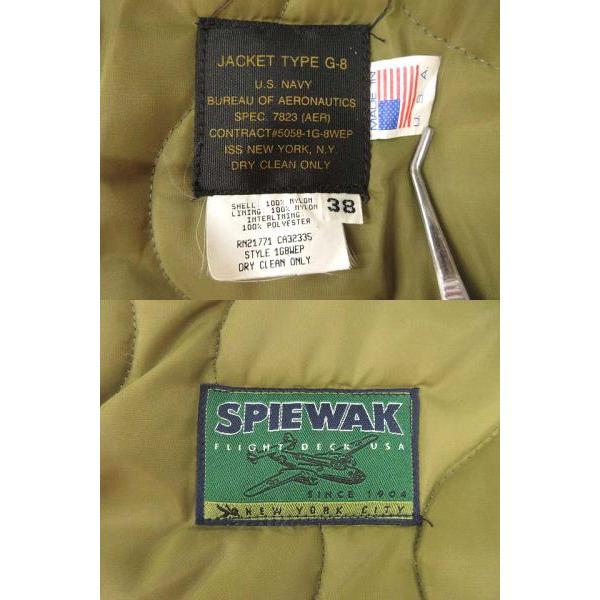 JACKET TYPE G-8
U.S. NAVY
BUREAU OF AERONAUTICS
SPEC. 7823 (AER)
CONTRACT#5058-1G-8WEP
ISS NEW YORK, N.Y.
DRY CLEAN ONLY
MADE IN
U.S.A.
SHELL: 100% NYLON
LINING: 100% NYLON
INTERLINING
100% POLYESTER
38
RN21771 CA32335
STYLE 1G8WEP
DRY CLEAN ONLY
SPIEWAK
FLIGHT DECK USA
SINCE 1904
NEW YORK CITY